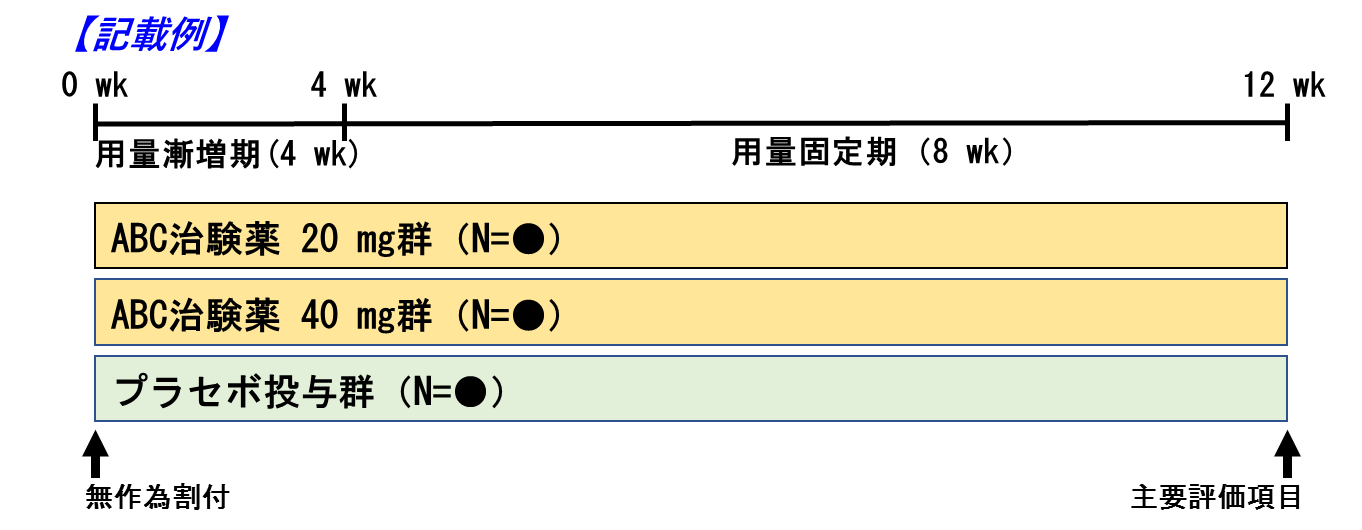 【記載例】
0 wk 4 wk 12 wk
用量漸増期(4 wk) 用量固定期 (8 wk)
ABC治験薬 20 mg群 (N=●)
ABC治験薬 40 mg群 (N=●)
プラセボ投与群 (N=●)
無作為割付 主要評価項目